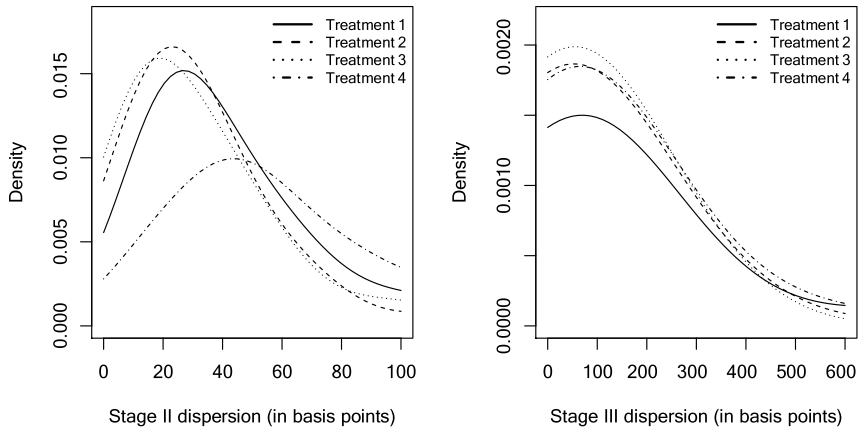 Treatment 1
Treatment 2
Treatment 3
Treatment 4
Density
0.015
0.010
0.005
0.000
0 20 40 60 80 100
Stage II dispersion (in basis points)
Treatment 1
Treatment 2
Treatment 3
Treatment 4
Density
0.0020
0.0010
0.0000
0 100 200 300 400 500 600
Stage III dispersion (in basis points)